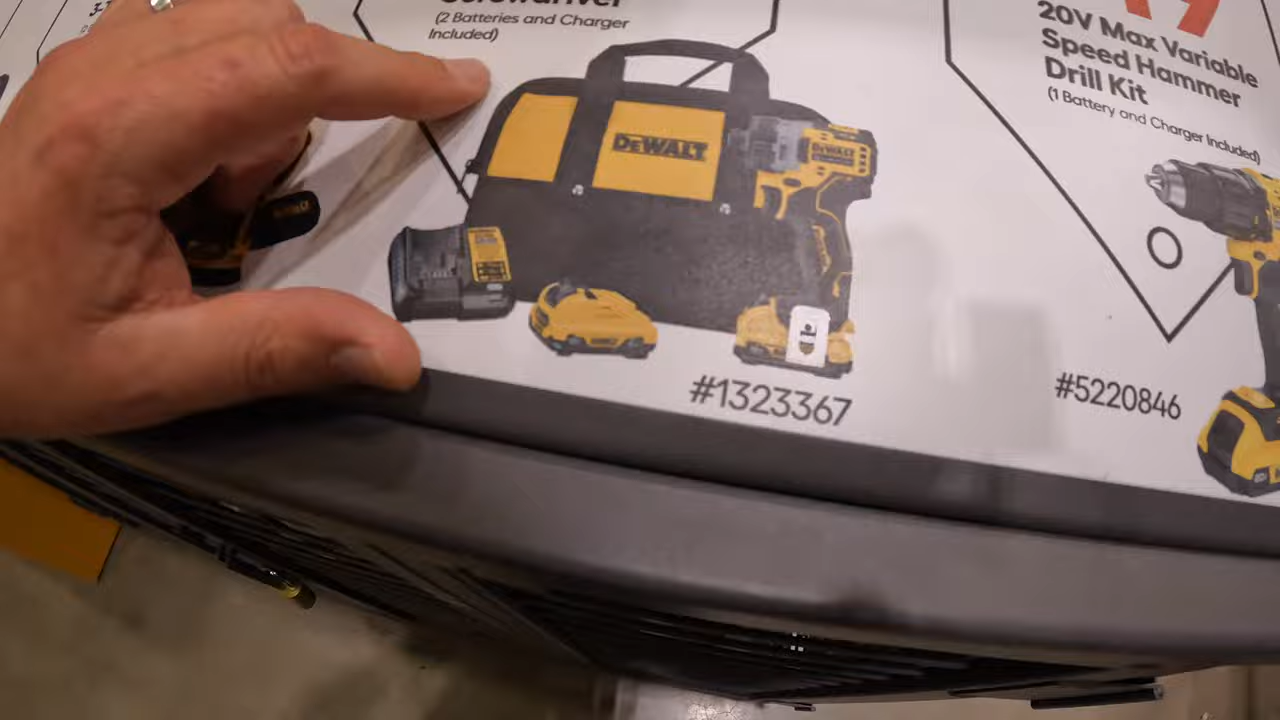 Screwdriver
(2 Batteries and Charger
Included)
DEWALT
DEWALT
#1323367
20V Max Variable
Speed Hammer
Drill Kit
(1 Battery and Charger Included)
#5220846